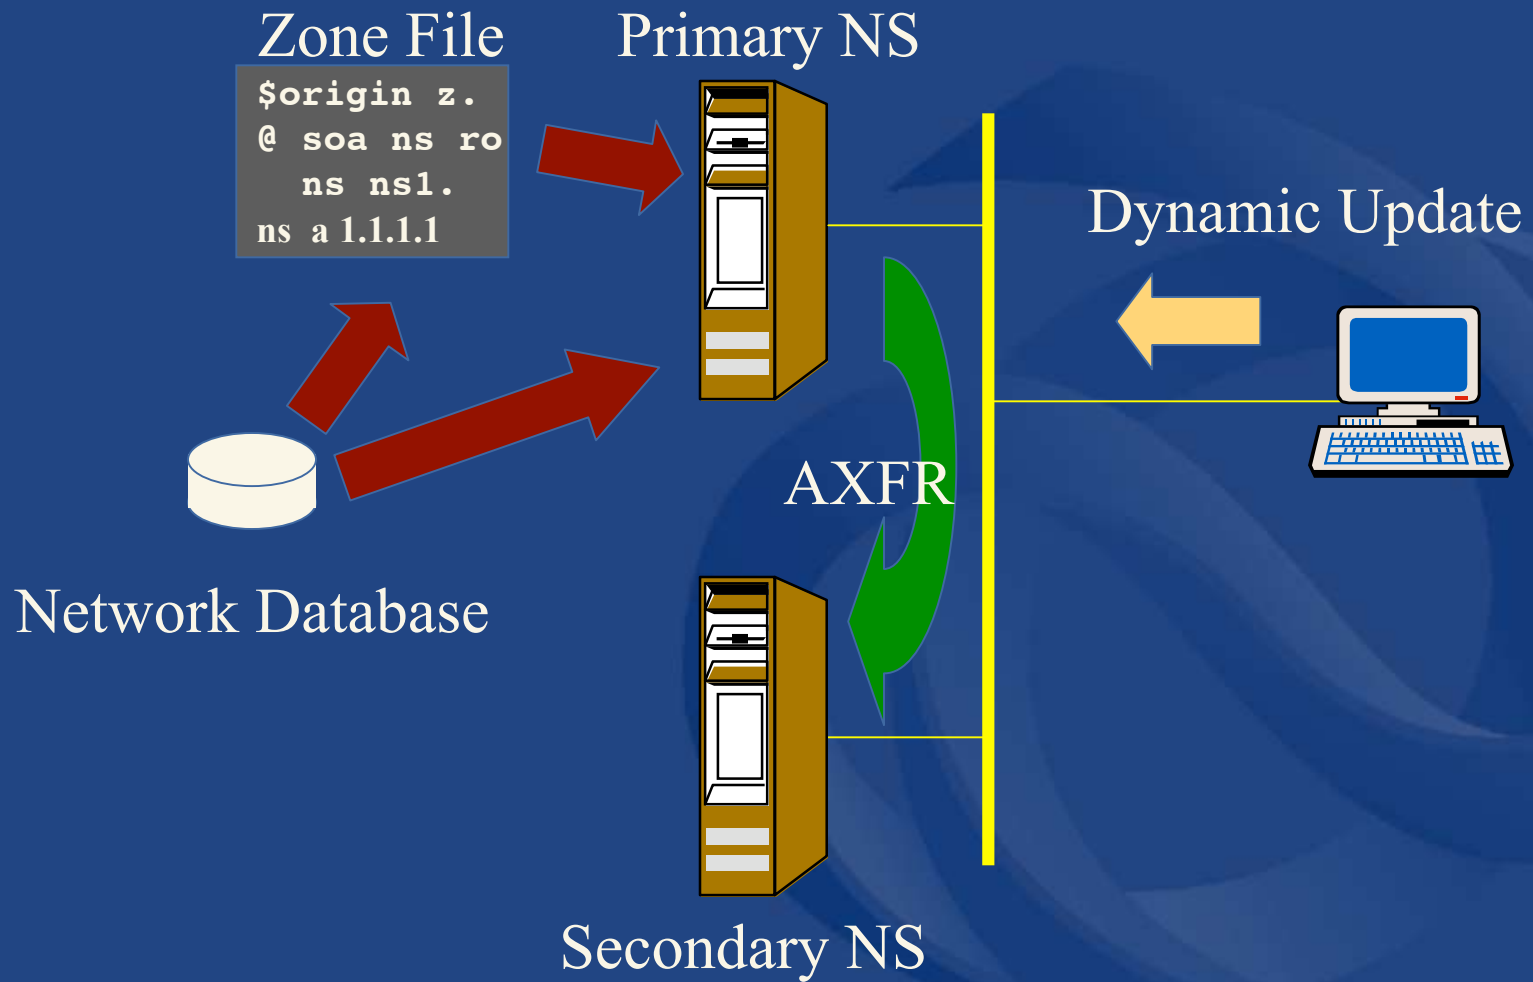 Zone File
Primary NS
$origin z.
@ soa ns ro
ns ns1.
ns a 1.1.1.1
Dynamic Update
AXFR
Network Database
Secondary NS